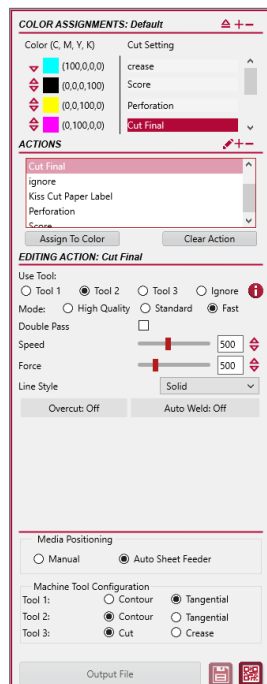 COLOR ASSIGNMENTS: Default
Color (C, M, Y, K) Cut Setting
(100,0,0,0) crease
(0,0,0,100) Score
(0,0,100,0) Perforation
(0,100,0,0) Cut Final
ACTIONS
Cut Final
ignore
Kiss Cut Paper Label
Perforation
Score
Assign To Color Clear Action
EDITING ACTION: Cut Final
Use Tool:
Tool 1 Tool 2 Tool 3 Ignore
Mode: High Quality Standard Fast
Double Pass
Speed 500
Force 500
Line Style Solid
Overcut: Off Auto Weld: Off
Media Positioning
Manual Auto Sheet Feeder
Machine Tool Configuration
Tool 1: Contour Tangential
Tool 2: Contour Tangential
Tool 3: Cut Crease
Output File